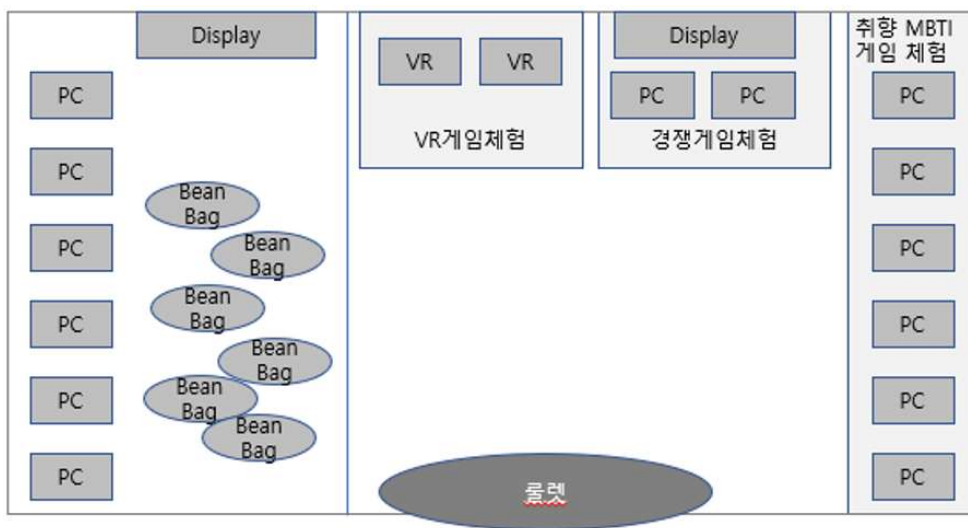 Display
PC
PC
PC
PC
PC
PC
Bean
Bag
Bean
Bag
Bean
Bag
Bean
Bag
Bean
Bag
Bean
Bag
VR
VR
VR게임체험
Display
PC
PC
경쟁게임체험
룰렛
취향 MBTI
게임 체험
PC
PC
PC
PC
PC
PC